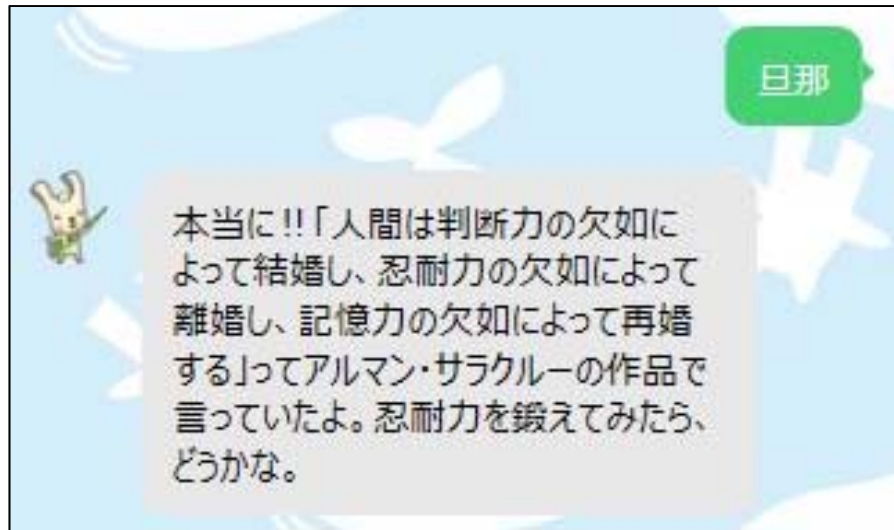 旦那
本当に!!「人間は判断力の欠如に
よって結婚し、忍耐力の欠如によって
離婚し、記憶力の欠如によって再婚
する」ってアルマン・サラクルーの作品で
言っていたよ。忍耐力を鍛えてみたら、
どうかな。